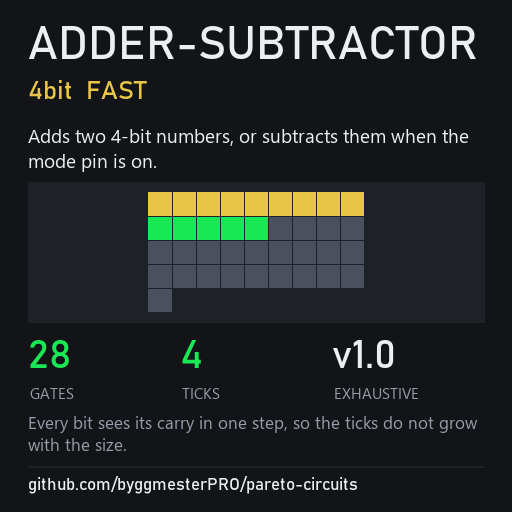 ADDER-SUBTRACTOR
4bit FAST
Adds two 4-bit numbers, or subtracts them when the
mode pin is on.
28 4 v1.0
GATES TICKS EXHAUSTIVE
Every bit sees its carry in one step, so the ticks do not grow
with the size.
github.com/byggmesterPRO/pareto-circuits